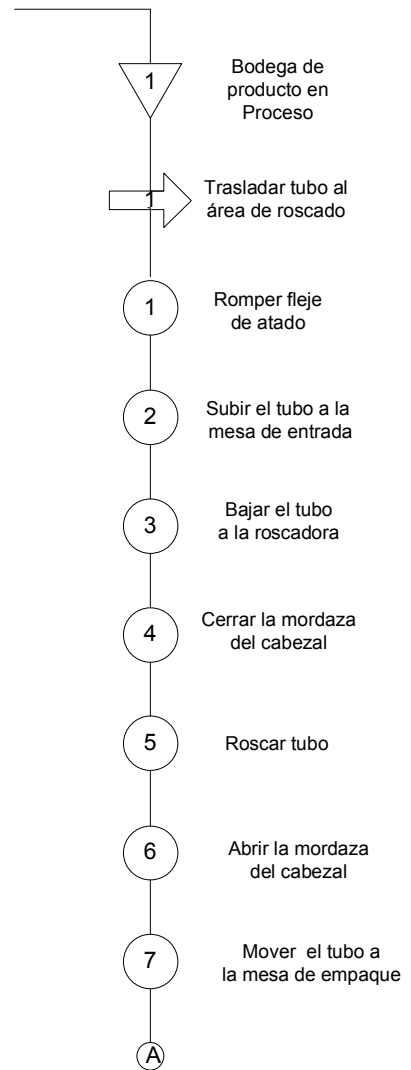 1
Bodega de
producto en
Proceso
1
Trasladar tubo al
área de roscado
1
Romper fleje
de atado
2
Subir el tubo a la
mesa de entrada
3
Bajar el tubo
a la roscadora
4
Cerrar la mordaza
del cabezal
5
Roscar tubo
6
Abrir la mordaza
del cabezal
7
Mover el tubo a
la mesa de empaque
A